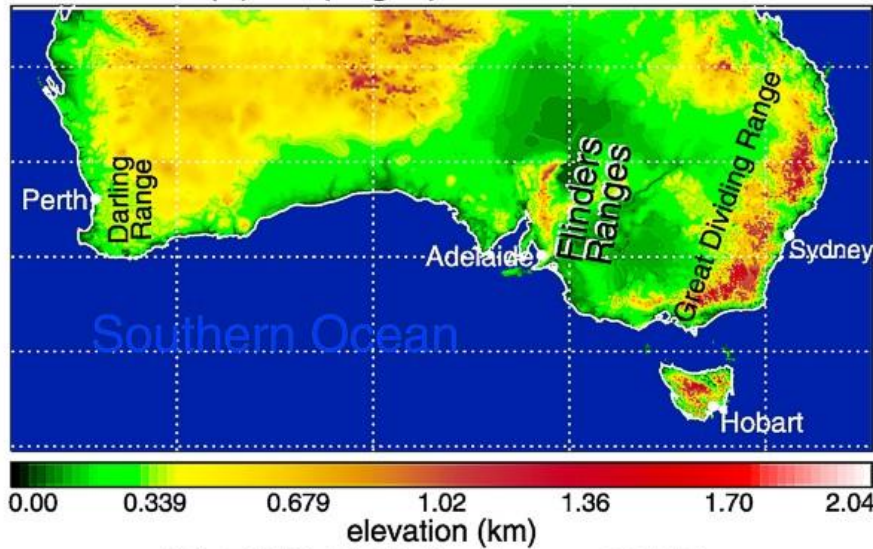 Perth
Darling
Range
Adelaide
Flinders
Ranges
Great Dividing Range
Sydney
Southern Ocean
Hobart
0.00 0.339 0.679 1.02 1.36 1.70 2.04
elevation (km)